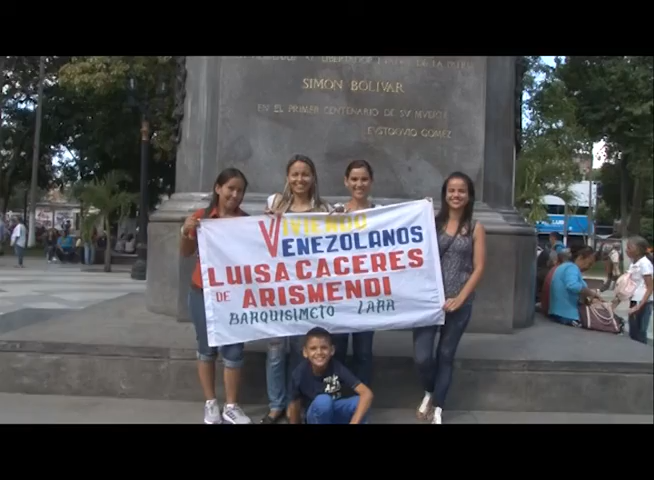 SIMON BOLIVAR
EN EL PRIMER CENTENARIO DE SU MUERTE
EUSTOQUIO GOMEZ
VIVIENDO
VENEZOLANOS
LUISA CACERES
DE ARISMENDI
BARQUISIMETO LARA